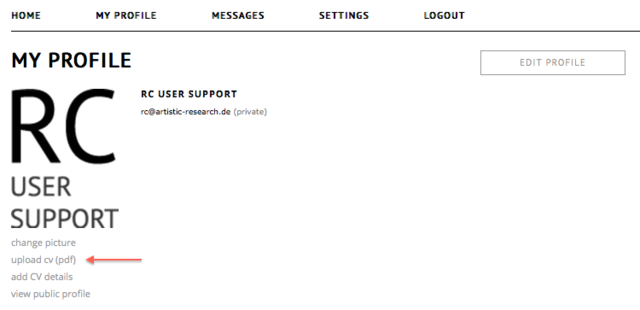 HOME MY PROFILE MESSAGES SETTINGS LOGOUT
MY PROFILE
EDIT PROFILE
RC
USER
SUPPORT
RC USER SUPPORT
rc@artistic-research.de (private)
change picture
upload cv (pdf)
add CV details
view public profile